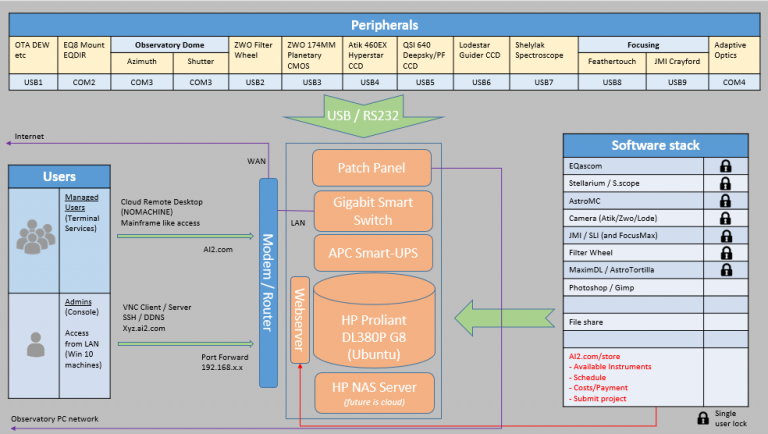 Peripherals
OTA DEW
etc
EQ8 Mount
EQDIR
Observatory Dome
Azimuth
Shutter
ZWO Filter
Wheel
ZWO 174MM
Planetary
CMOS
Atik 460EX
Hyperstar
CCD
QSI 640
Deepsky/PF
CCD
Lodestar
Guider CCD
Shelylak
Spectroscope
Focusing
Feathertouch
JMI Crayford
Adaptive
Optics
USB1
COM2
COM3
COM3
USB2
USB3
USB4
USB5
USB6
USB7
USB8
USB9
COM4
USB / RS232
Internet
WAN
LAN
Users
Managed
Users
(Terminal
Services)
Cloud Remote Desktop
(NOMACHINE)
Mainframe like access
AI2.com
Admins
(Console)
Access
from LAN
(Win 10
machines)
VNC Client / Server
SSH / DDNS
Xyz.ai2.com
Port Forward
192.168.x.x
Modem / Router
Patch Panel
Gigabit Smart
Switch
APC Smart-UPS
Webserver
HP Proliant
DL380P G8
(Ubuntu)
HP NAS Server
(future is cloud)
Software stack
EQascom
Stellarium / S.scope
AstroMC
Camera (Atik/Zwo/Lode)
JMI / SLI (and FocusMax)
Filter Wheel
MaximDL / AstroTortilla
Photoshop / Gimp
File share
AI2.com/store
- Available Instruments
- Schedule
- Costs/Payment
- Submit project
Single
user lock
Observatory PC network